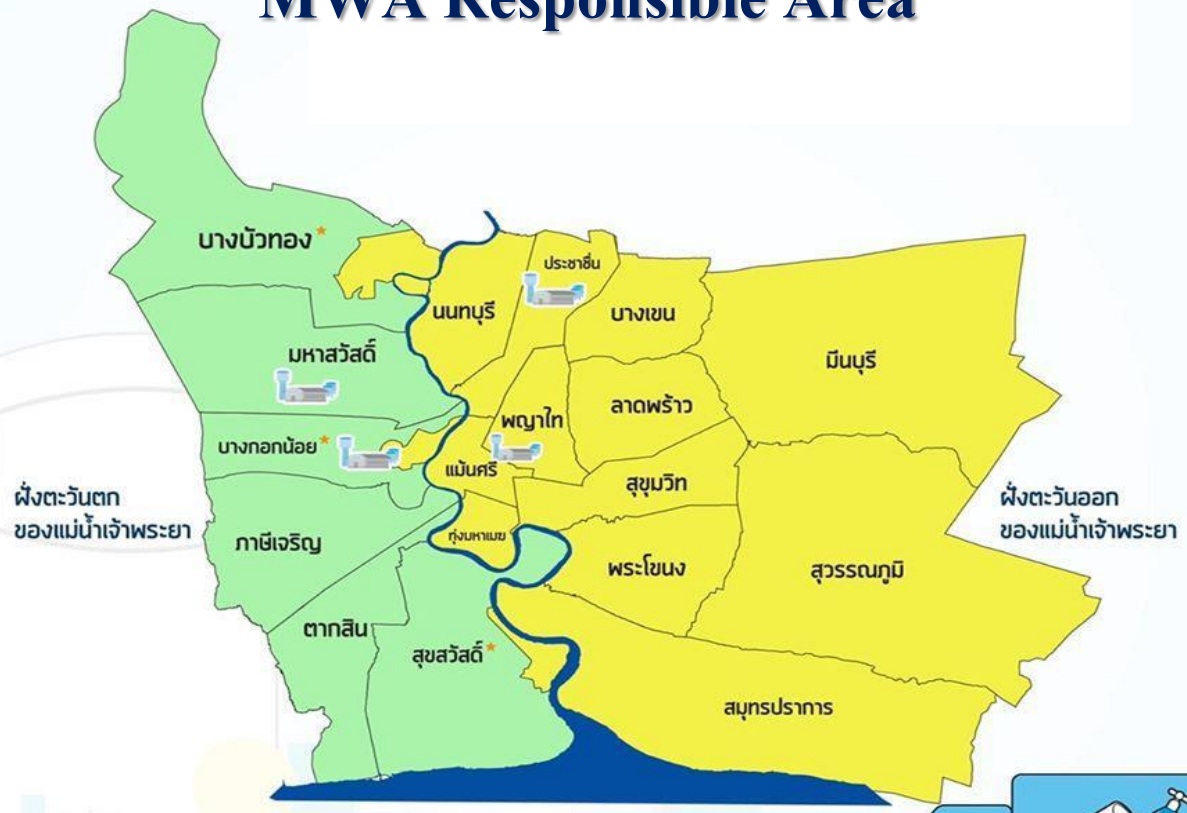 MWA Responsible Area
บางบัวทอง*
ประชาชื่น
นนทบุรี
บางเขน
มหาสวัสดิ์
มีนบุรี
พญาไท
ลาดพร้าว
บางกอกน้อย*
แม้นศรี
สุขุมวิท
ฝั่งตะวันตก
ของแม่น้ำเจ้าพระยา
ฝั่งตะวันออก
ของแม่น้ำเจ้าพระยา
ภาษีเจริญ
ทุ่งมหาเมฆ
พระโขนง
สุวรรณภูมิ
ตากสิน
สุขสวัสดิ์*
สมุทรปราการ